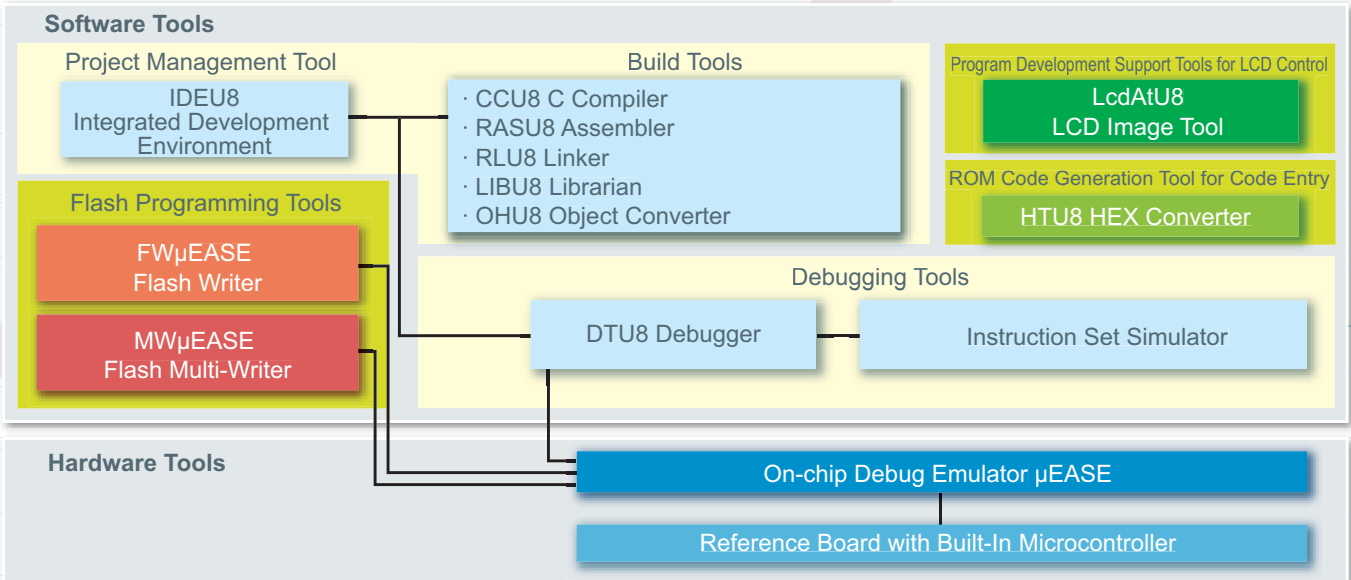 Software Tools
Project Management Tool
IDEU8
Integrated Development
Environment
Build Tools
· CCU8 C Compiler
· RASU8 Assembler
· RLU8 Linker
· LIBU8 Librarian
· OHU8 Object Converter
Program Development Support Tools for LCD Control
LcdAtU8
LCD Image Tool
ROM Code Generation Tool for Code Entry
HTU8 HEX Converter
Flash Programming Tools
FWµEASE
Flash Writer
MWµEASE
Flash Multi-Writer
Debugging Tools
DTU8 Debugger
Instruction Set Simulator
Hardware Tools
On-chip Debug Emulator µEASE
Reference Board with Built-In Microcontroller